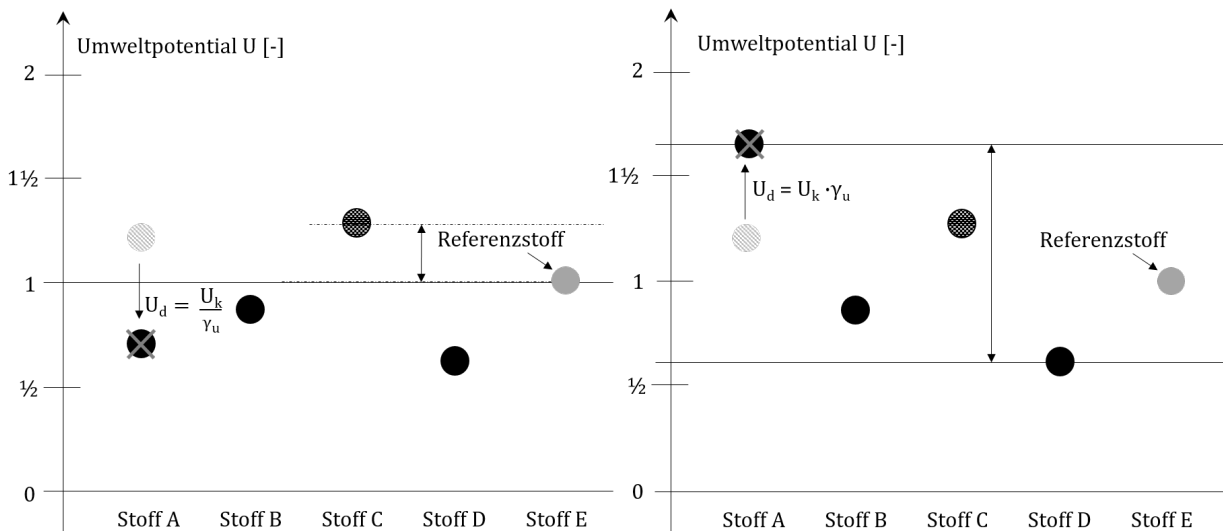 Umweltpotential U [-]
2
1½
Referenzstoff
1
U_d = U_k / γ_u
½
0
Stoff A Stoff B Stoff C Stoff D Stoff E
Umweltpotential U [-]
2
1½
U_d = U_k · γ_u
Referenzstoff
1
½
0
Stoff A Stoff B Stoff C Stoff D Stoff E